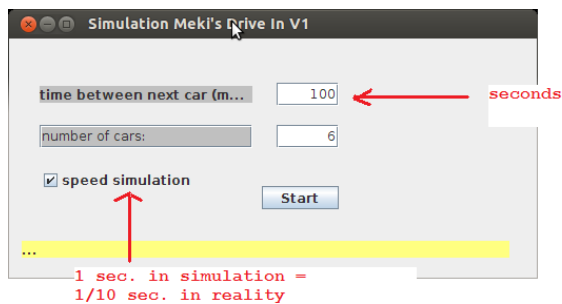 Simulation Meki's Drive In V1
time between next car (m... 100 seconds
number of cars: 6
speed simulation
Start
...
1 sec. in simulation =
1/10 sec. in reality